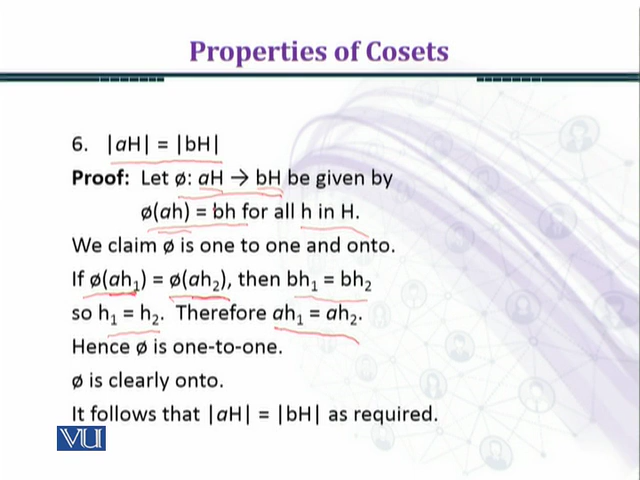 Properties of Cosets
6. |aH| = |bH|
Proof: Let ø: aH → bH be given by
ø(ah) = bh for all h in H.
We claim ø is one to one and onto.
If ø(ah₁) = ø(ah₂), then bh₁ = bh₂
so h₁ = h₂. Therefore ah₁ = ah₂.
Hence ø is one-to-one.
ø is clearly onto.
It follows that |aH| = |bH| as required.
VU